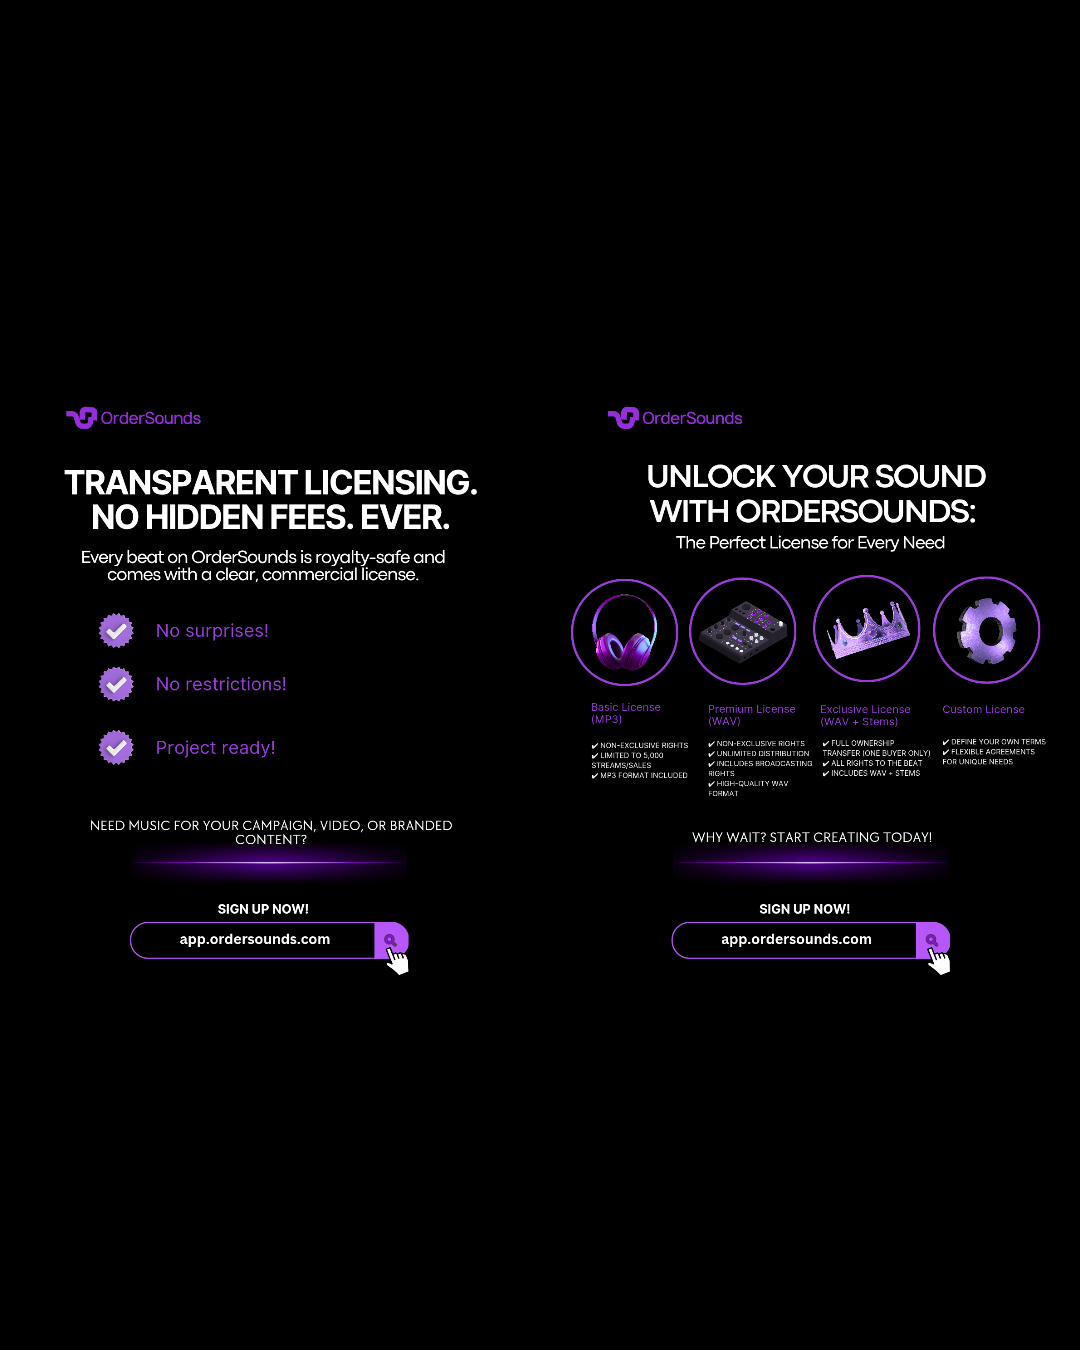 OrderSounds
TRANSPARENT LICENSING.
NO HIDDEN FEES. EVER.
Every beat on OrderSounds is royalty-safe and
comes with a clear, commercial license.
No surprises!
No restrictions!
Project ready!
NEED MUSIC FOR YOUR CAMPAIGN, VIDEO, OR BRANDED
CONTENT?
SIGN UP NOW!
app.ordersounds.com
OrderSounds
UNLOCK YOUR SOUND
WITH ORDERSOUNDS:
The Perfect License for Every Need
Basic License
(MP3)
✔ NON-EXCLUSIVE RIGHTS
✔ LIMITED TO 5,000
STREAMS/SALES
✔ MP3 FORMAT INCLUDED
Premium License
(WAV)
✔ NON-EXCLUSIVE RIGHTS
✔ UNLIMITED DISTRIBUTION
✔ INCLUDES BROADCASTING
RIGHTS
✔ HIGH-QUALITY WAV
FORMAT
Exclusive License
(WAV + Stems)
✔ FULL OWNERSHIP
TRANSFER (ONE BUYER ONLY)
✔ ALL RIGHTS TO THE BEAT
✔ INCLUDES WAV + STEMS
Custom License
✔ DEFINE YOUR OWN TERMS
✔ FLEXIBLE AGREEMENTS
FOR UNIQUE NEEDS
WHY WAIT? START CREATING TODAY!
SIGN UP NOW!
app.ordersounds.com